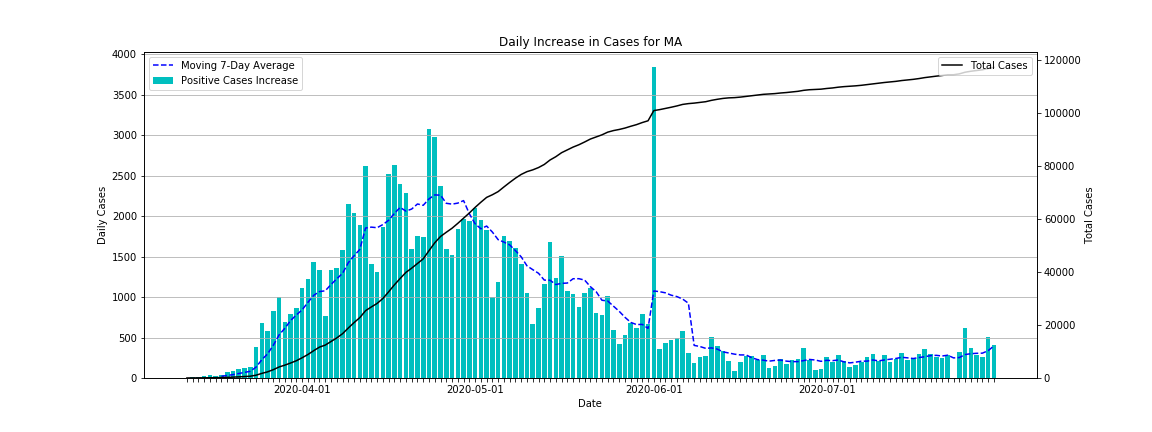 Daily Increase in Cases for MA
Moving 7-Day Average
Positive Cases Increase
Total Cases
Daily Cases
4000
3500
3000
2500
2000
1500
1000
500
0
120000
100000
80000
60000
40000
20000
0
Total Cases
2020-04-01
2020-05-01
2020-06-01
2020-07-01
Date